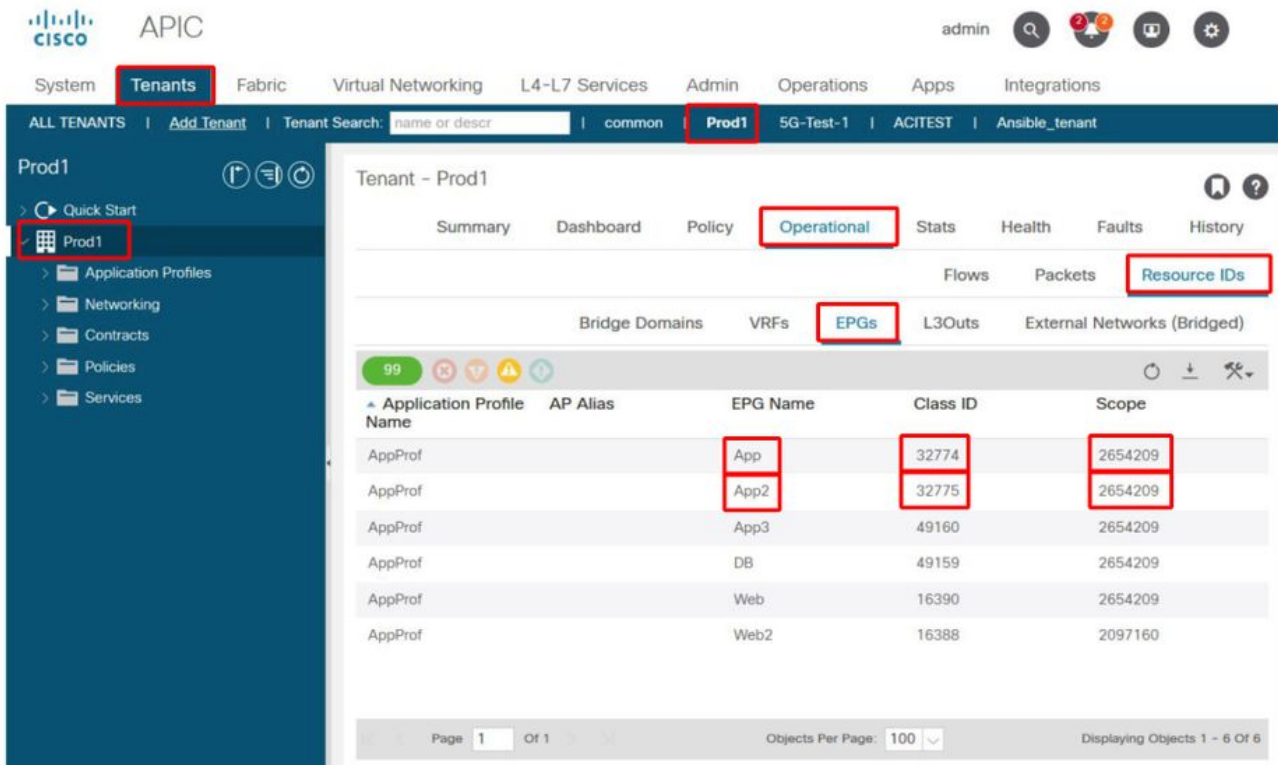 CISCO
APIC
admin
2
2
System Tenants Fabric Virtual Networking L4-L7 Services Admin Operations Apps Integrations
ALL TENANTS | Add Tenant | Tenant Search: name or descr | common | Prod1 5G-Test-1 | ACITEST | Ansible_tenant
Prod1
Quick Start
Prod1
Application Profiles
Networking
Contracts
Policies
Services
Tenant - Prod1
Summary Dashboard Policy Operational Stats Health Faults History
Flows Packets Resource IDs
Bridge Domains VRFs EPGs L3Outs External Networks (Bridged)
99
Application Profile Name AP Alias EPG Name Class ID Scope
AppProf App 32774 2654209
AppProf App2 32775 2654209
AppProf App3 49160 2654209
AppProf DB 49159 2654209
AppProf Web 16390 2654209
AppProf Web2 16388 2097160
Page 1 Of 1 Objects Per Page: 100 Displaying Objects 1 - 6 Of 6